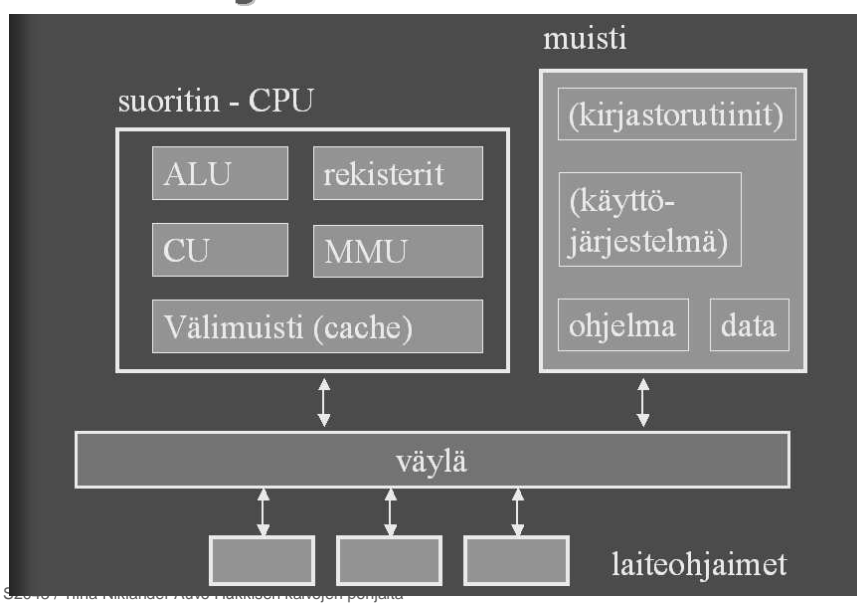 muisti
suoritin - CPU
(kirjastorutiinit)
ALU
rekisterit
(käyttö-
järjestelmä)
CU
MMU
Välimuisti (cache)
ohjelma
data
väylä
laiteohjaimet